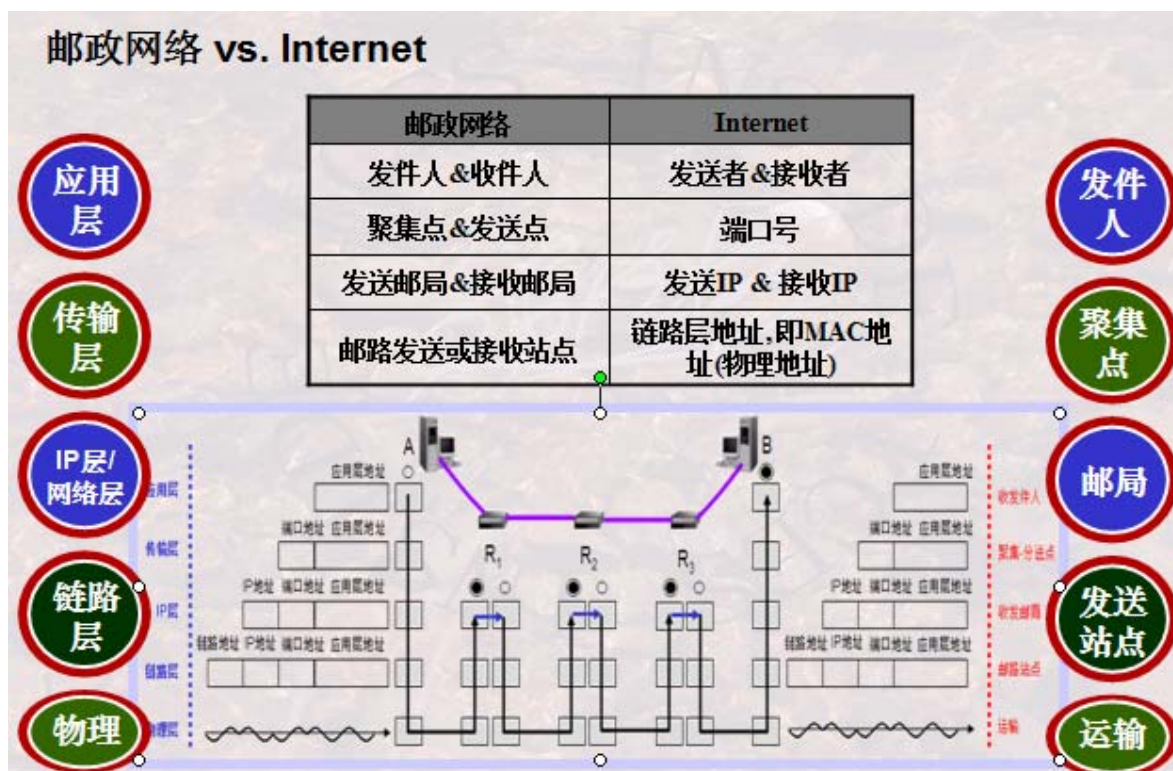 邮政网络 vs. Internet
邮政网络 Internet
发件人&收件人 发送者&接收者
聚集点&发送点 端口号
发送邮局&接收邮局 发送IP & 接收IP
邮路发送或接收站点 链路层地址,即MAC地
址(物理地址)
应用
层
传输
层
IP层/
网络层
链路
层
物理
发件
人
聚集
点
邮局
发送
站点
运输
A
B
R1
R2
R3
应用层地址
应用层
端口地址 应用层地址
传输层
IP地址 端口地址 应用层地址
IP层
链路地址 IP地址 端口地址 应用层地址
链路层
物理层
应用层地址
收发件人
端口地址 应用层地址
聚集·分送点
IP地址 端口地址 应用层地址
收发邮局
链路地址 IP地址 端口地址 应用层地址
邮路站点
运输